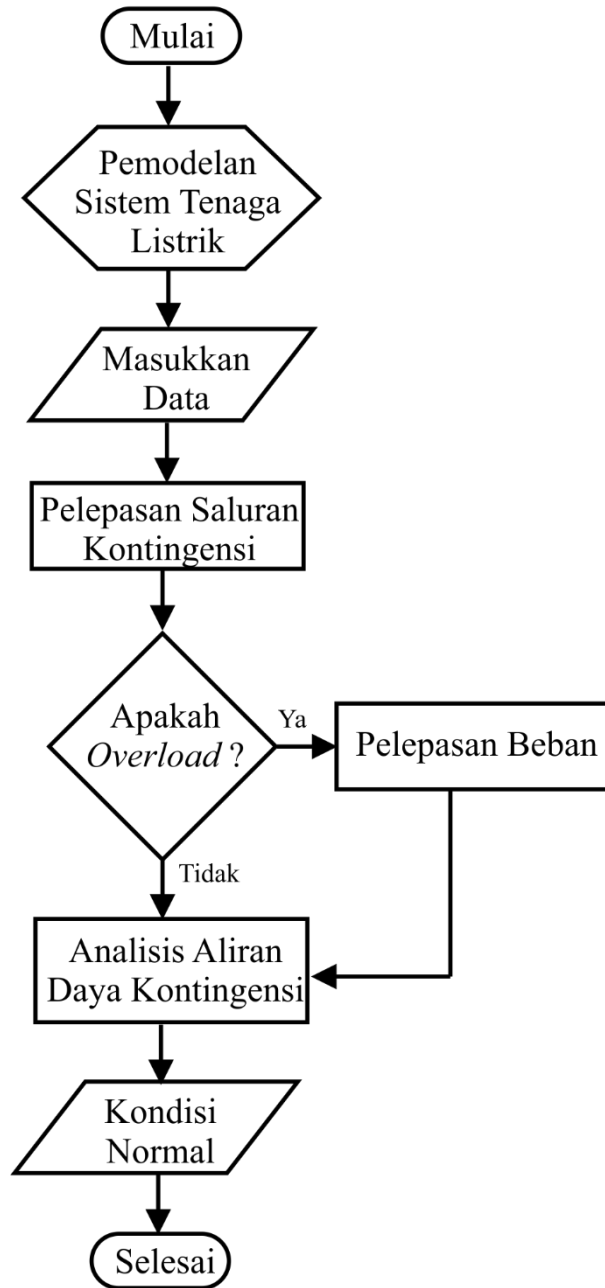 Mulai
Pemodelan
Sistem Tenaga
Listrik
Masukkan
Data
Pelepasan Saluran
Kontingensi
Apakah
Overload ?
Ya
Pelepasan Beban
Tidak
Analisis Aliran
Daya Kontingensi
Kondisi
Normal
Selesai